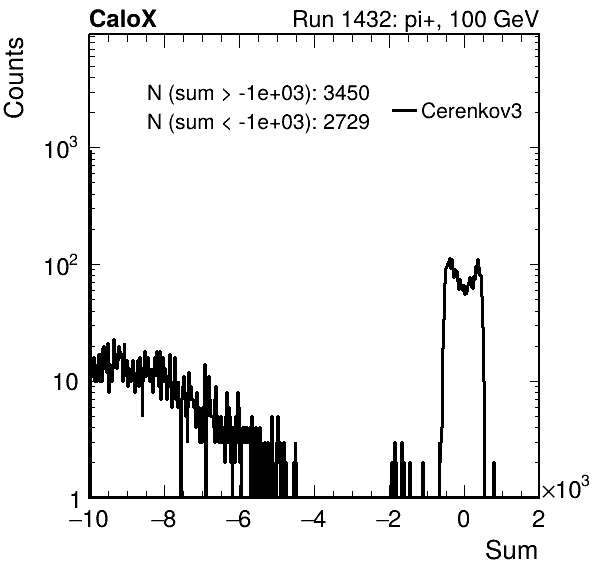 CaloX Run 1432: pi+, 100 GeV
Counts
N (sum > -1e+03): 3450
N (sum < -1e+03): 2729
Cerenkov3
10³
10²
10
1
−10 −8 −6 −4 −2 0 2
×10³
Sum